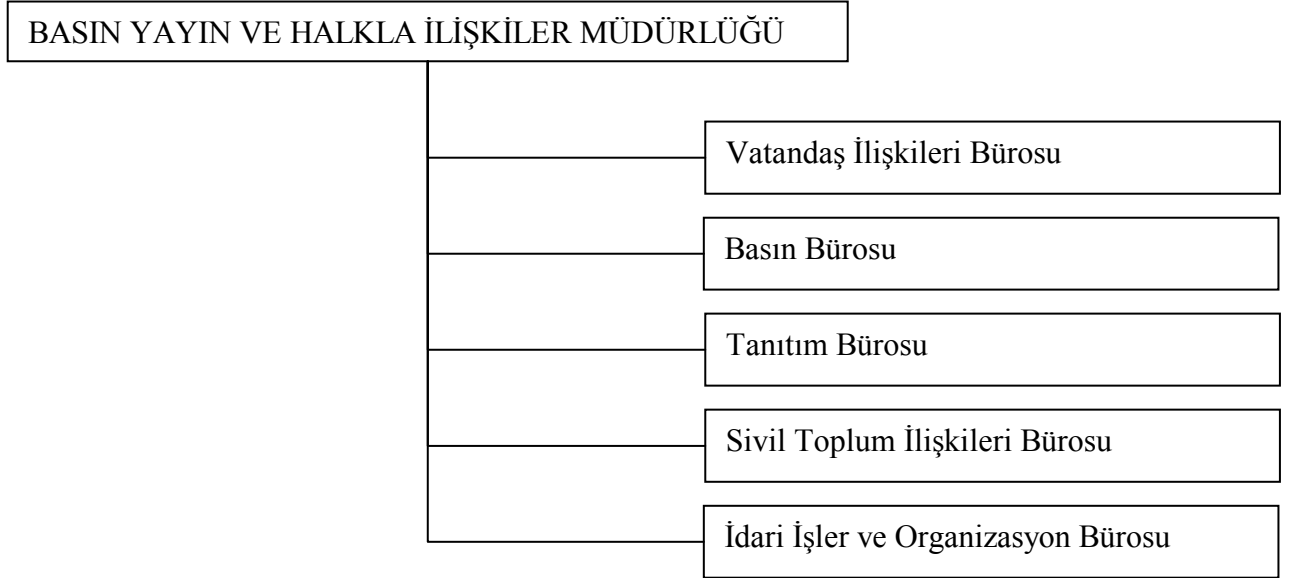 BASIN YAYIN VE HALKLA İLİŞKİLER MÜDÜRLÜĞÜ
Vatandaş İlişkileri Bürosu
Basın Bürosu
Tanıtım Bürosu
Sivil Toplum İlişkileri Bürosu
İdari İşler ve Organizasyon Bürosu